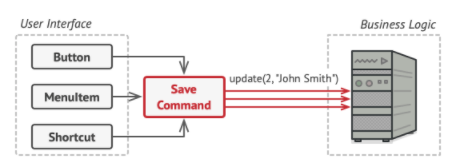 User Interface
Business Logic
Button
MenuItem
Shortcut
Save
Command
update(2,"John Smith")